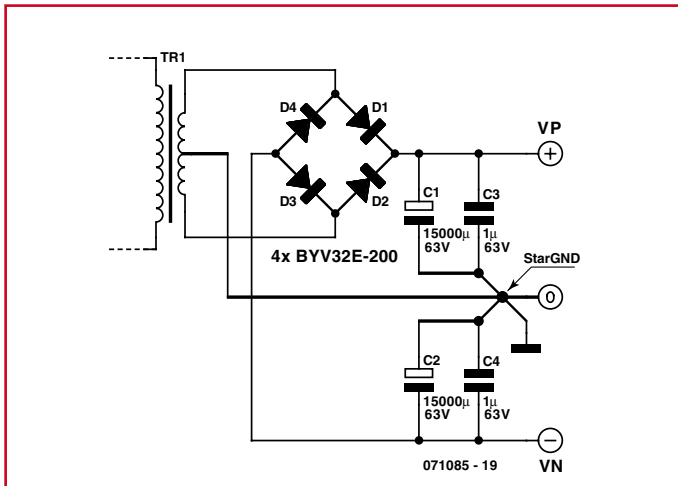 TR1
D4
D1
D3
D2
4x BYV32E-200
C1
15000µ
63V
C3
1µ
63V
VP
+
StarGND
0
C2
15000µ
63V
C4
1µ
63V
−
VN
071085 - 19